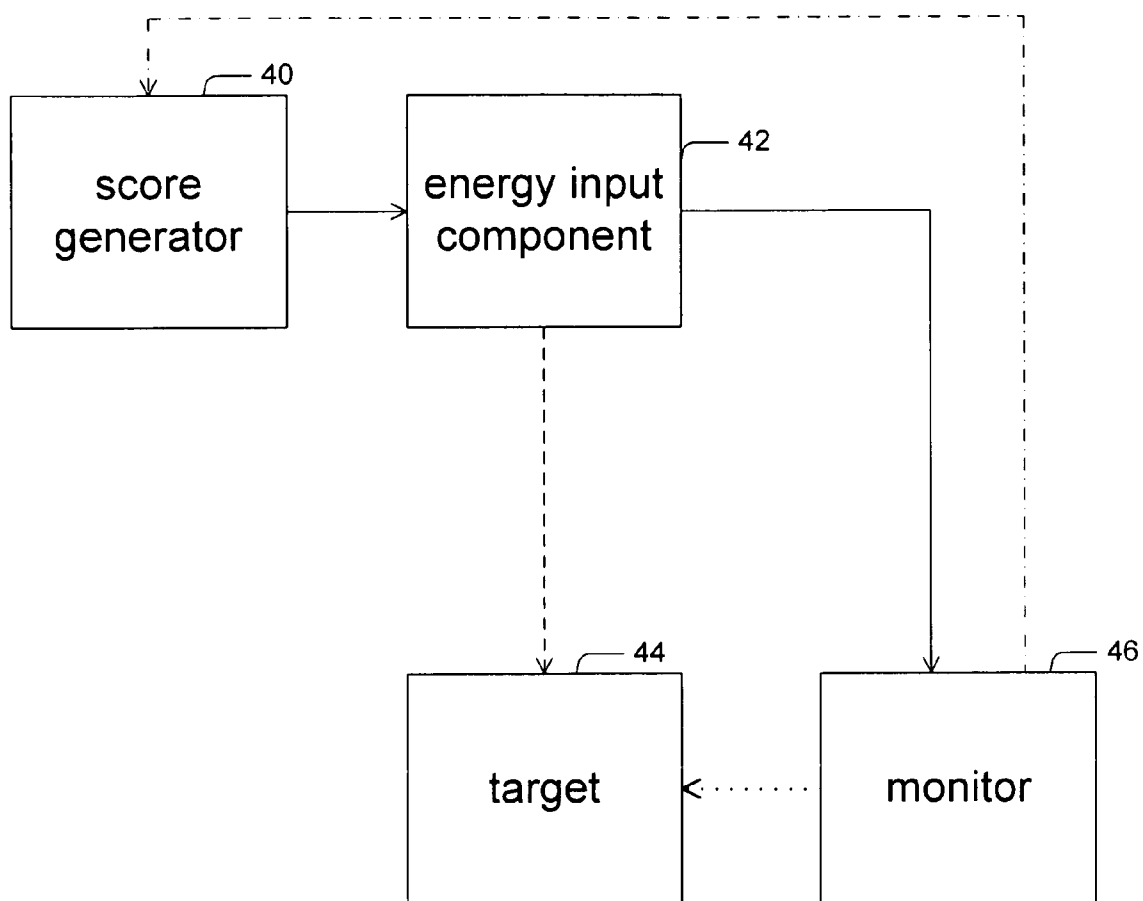 40
score
generator
42
energy input
component
44
target
46
monitor